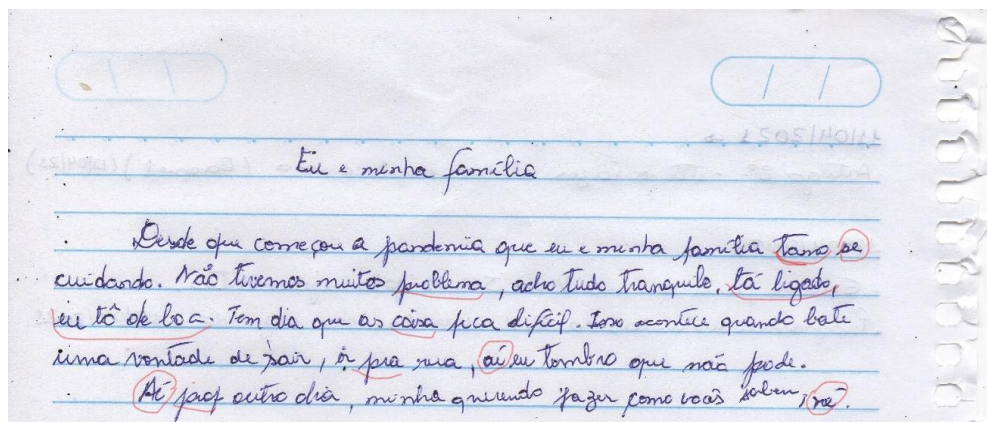 Eu e minha família
Desde que começou a pandemia que eu e minha família tamo se
cuidando. Não tivemos muitos problema, acho tudo tranquilo, tá ligado,
eu tô de boa. Tem dia que as coisa fica difícil. Isso acontece quando bate
uma vontade de sair, ir pra rua, aí eu lembro que não pode.
Aí outro dia, minha querendo fazer como vocês sabem, né.